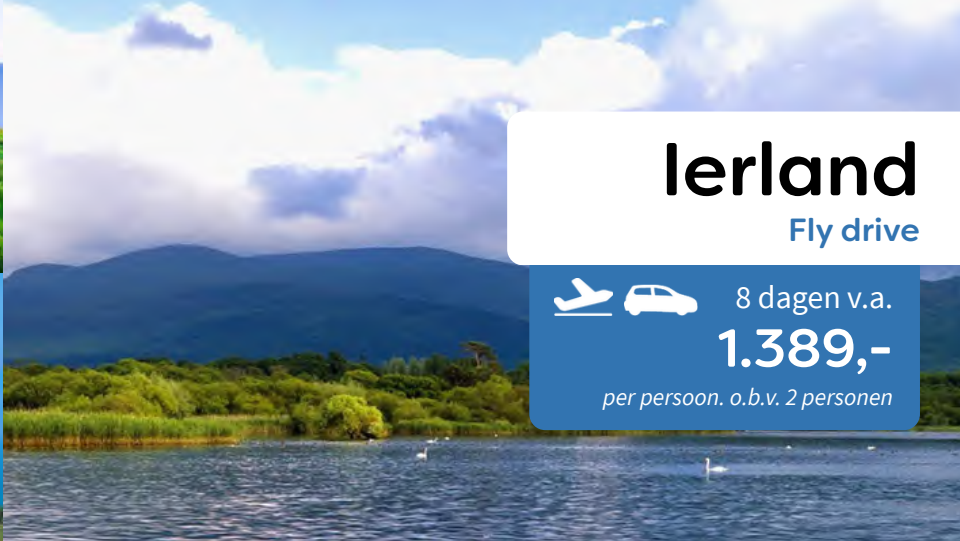 Ierland
Fly drive
8 dagen v.a.
1.389,-
per persoon. o.b.v. 2 personen